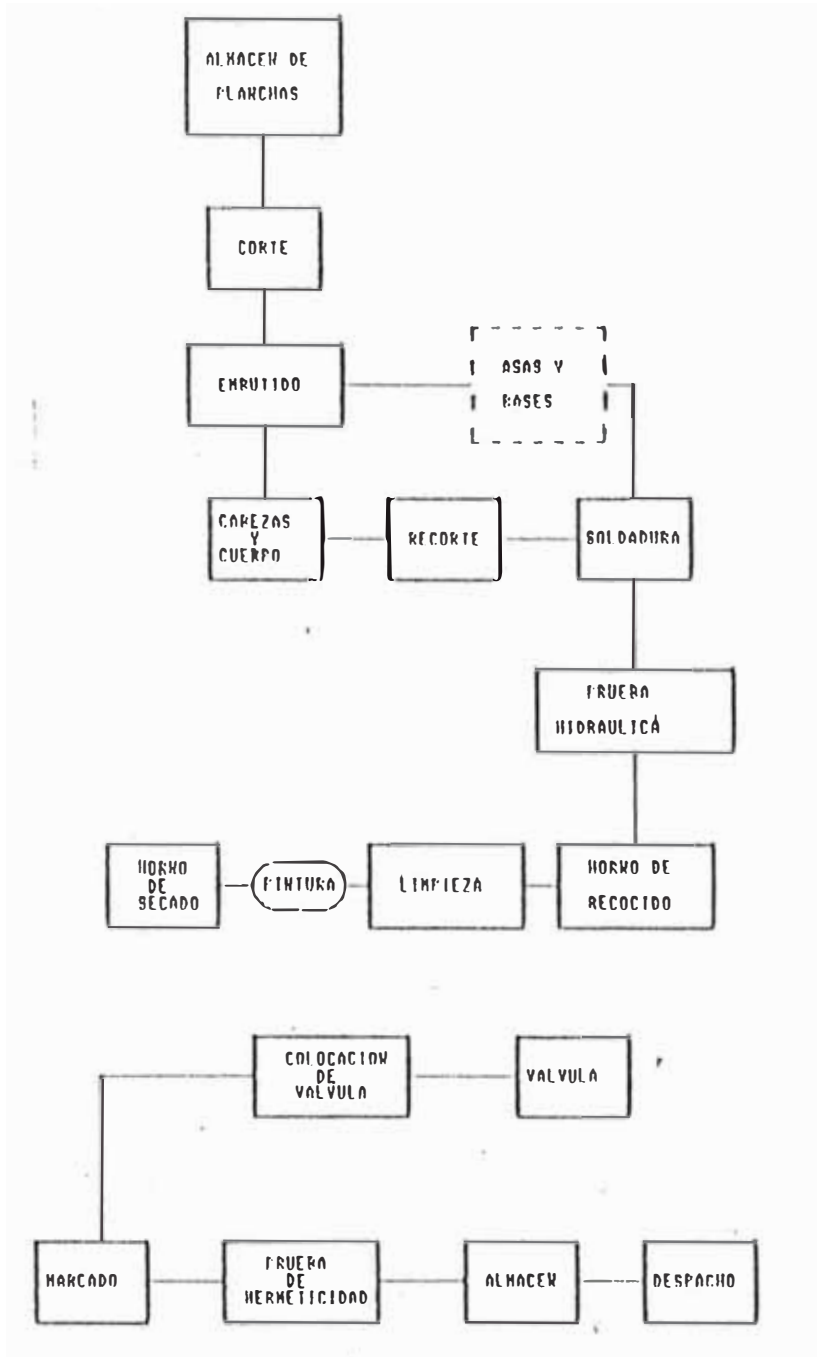 ALMACEN DE
PLANCHAS
CORTE
EMBUTIDO
ASAS Y
BASES
CABEZAS
Y
CUERPO
RECORTE
SOLDADURA
PRUEBA
HIDRAULICA
HORNO
DE
SECADO
PINTURA
LIMPIEZA
HORNO DE
RECOCIDO
COLOCACION
DE
VALVULA
VALVULA
MARCADO
PRUEBA
DE
HERMETICIDAD
ALMACEN
DESPACHO